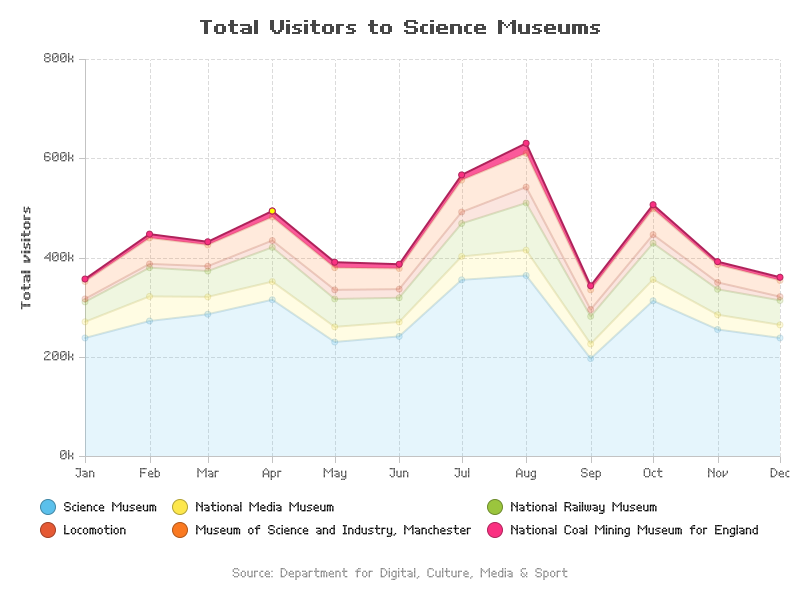 Total Visitors to Science Museums
Total visitors
800k
600k
400k
200k
0k
Jan Feb Mar Apr May Jun Jul Aug Sep Oct Nov Dec
Science Museum National Media Museum National Railway Museum
Locomotion Museum of Science and Industry, Manchester National Coal Mining Museum for England
Source: Department for Digital, Culture, Media & Sport